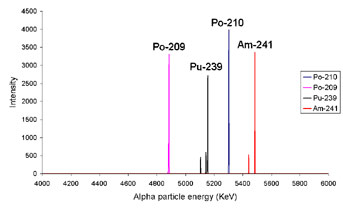 4500
4000
3500
3000
2500
2000
1500
1000
500
0
Intensity
Po-210
Po-209
Am-241
Pu-239
Po-210
Po-209
Pu-239
Am-241
4000 4200 4400 4600 4800 5000 5200 5400 5600 5800 6000
Alpha particle energy (KeV)